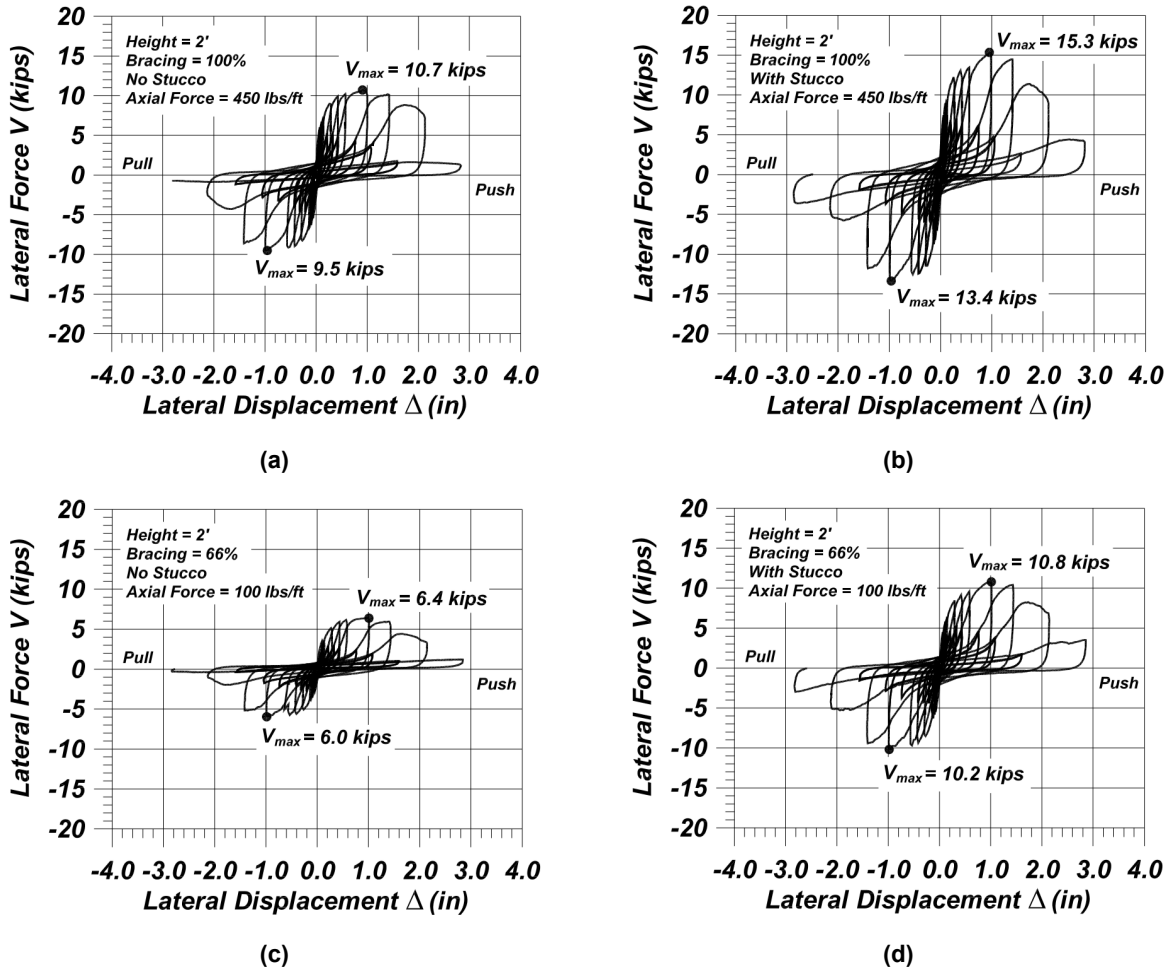 20
15
10
5
0
-5
-10
-15
-20
Lateral Force V (kips)
Height = 2'
Bracing = 100%
No Stucco
Axial Force = 450 lbs/ft
Vmax = 10.7 kips
Pull
Push
Vmax = 9.5 kips
-4.0 -3.0 -2.0 -1.0 0.0 1.0 2.0 3.0 4.0
Lateral Displacement Δ (in)
(a)
20
15
10
5
0
-5
-10
-15
-20
Lateral Force V (kips)
Height = 2'
Bracing = 100%
With Stucco
Axial Force = 450 lbs/ft
Vmax = 15.3 kips
Pull
Push
Vmax = 13.4 kips
-4.0 -3.0 -2.0 -1.0 0.0 1.0 2.0 3.0 4.0
Lateral Displacement Δ (in)
(b)
20
15
10
5
0
-5
-10
-15
-20
Lateral Force V (kips)
Height = 2'
Bracing = 66%
No Stucco
Axial Force = 100 lbs/ft
Vmax = 6.4 kips
Pull
Push
Vmax = 6.0 kips
-4.0 -3.0 -2.0 -1.0 0.0 1.0 2.0 3.0 4.0
Lateral Displacement Δ (in)
(c)
20
15
10
5
0
-5
-10
-15
-20
Lateral Force V (kips)
Height = 2'
Bracing = 66%
With Stucco
Axial Force = 100 lbs/ft
Vmax = 10.8 kips
Pull
Push
Vmax = 10.2 kips
-4.0 -3.0 -2.0 -1.0 0.0 1.0 2.0 3.0 4.0
Lateral Displacement Δ (in)
(d)